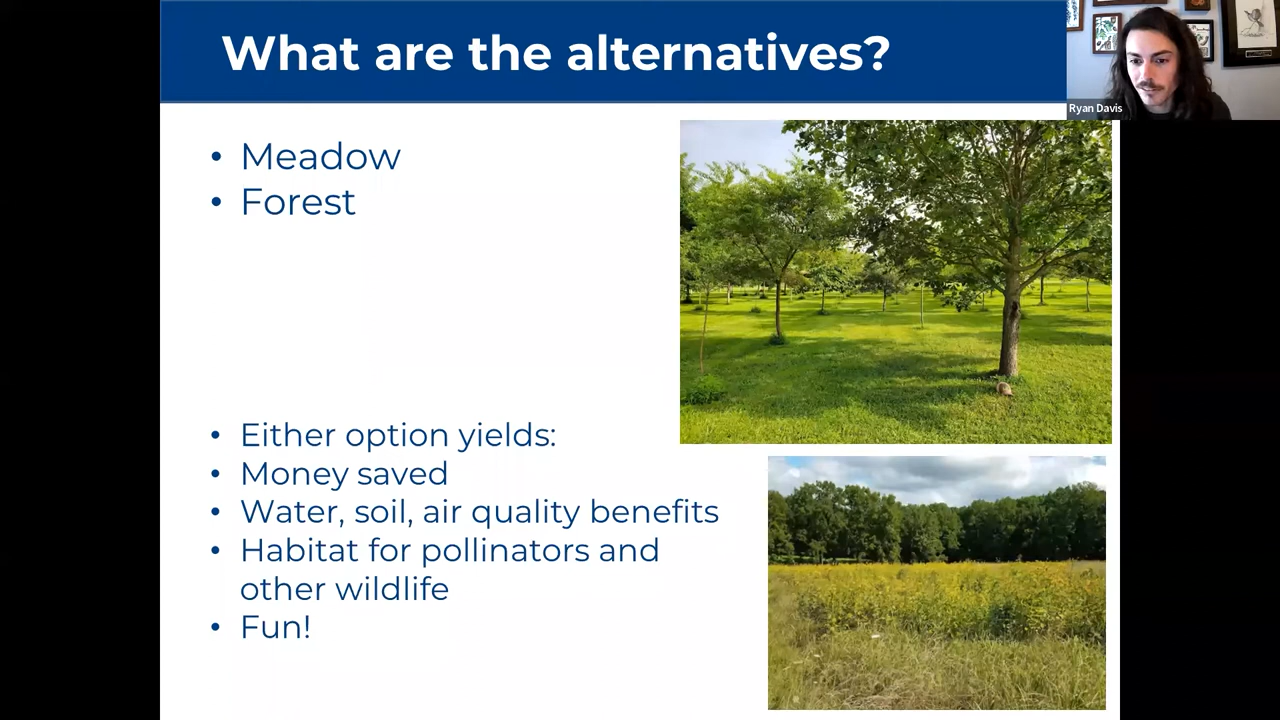 What are the alternatives?
Ryan Davis
• Meadow
• Forest
• Either option yields:
• Money saved
• Water, soil, air quality benefits
• Habitat for pollinators and
other wildlife
• Fun!